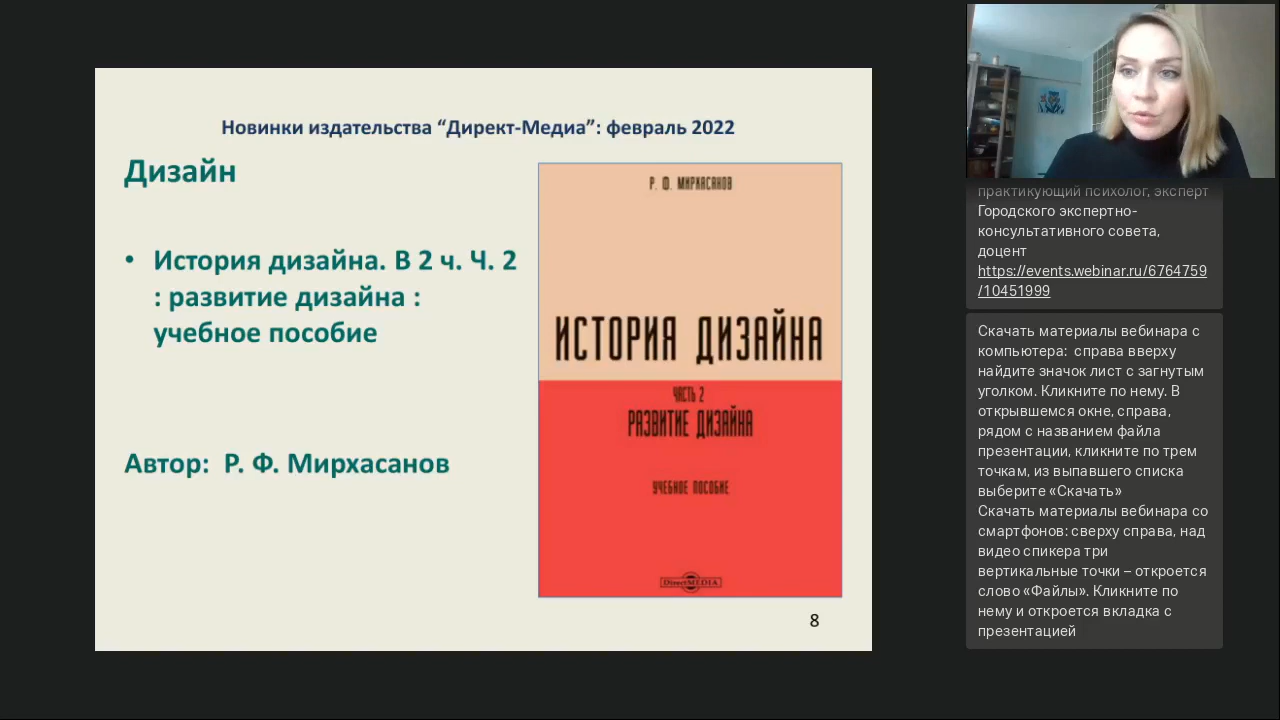 Новинки издательства “Директ-Медиа”: февраль 2022
Дизайн
• История дизайна. В 2 ч. Ч. 2
: развитие дизайна :
учебное пособие
Автор: Р. Ф. Мирхасанов
Р. Ф. МИРХАСАНОВ
ИСТОРИЯ ДИЗАЙНА
ЧАСТЬ 2
РАЗВИТИЕ ДИЗАЙНА
УЧЕБНОЕ ПОСОБИЕ
DirectMEDIA
8
практикующий психолог, эксперт
Городского экспертно-
консультативного совета,
доцент
https://events.webinar.ru/6764759
/10451999
Скачать материалы вебинара с
компьютера: справа вверху
найдите значок лист с загнутым
уголком. Кликните по нему. В
открывшемся окне, справа,
рядом с названием файла
презентации, кликните по трем
точкам, из выпавшего списка
выберите «Скачать»
Скачать материалы вебинара со
смартфонов: сверху справа, над
видео спикера три
вертикальные точки – откроется
слово «Файлы». Кликните по
нему и откроется вкладка с
презентацией